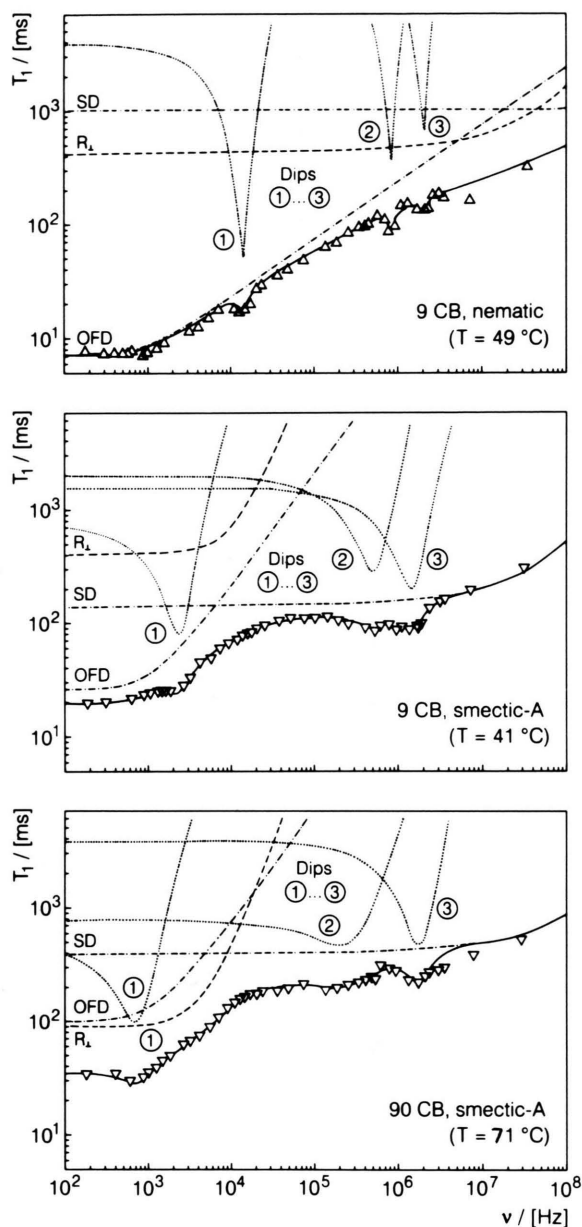 T₁ / [ms]
10³
10²
10¹
SD
R⊥
OFD
Dips
①...③
①
②
③
9 CB, nematic
(T = 49 °C)
T₁ / [ms]
10³
10²
10¹
R⊥
SD
OFD
Dips
①...③
①
②
③
9 CB, smectic-A
(T = 41 °C)
T₁ / [ms]
10³
10²
10¹
SD
OFD
R⊥
Dips
①...③
①
①
②
③
90 CB, smectic-A
(T = 71 °C)
10² 10³ 10⁴ 10⁵ 10⁶ 10⁷ 10⁸
ν / [Hz]